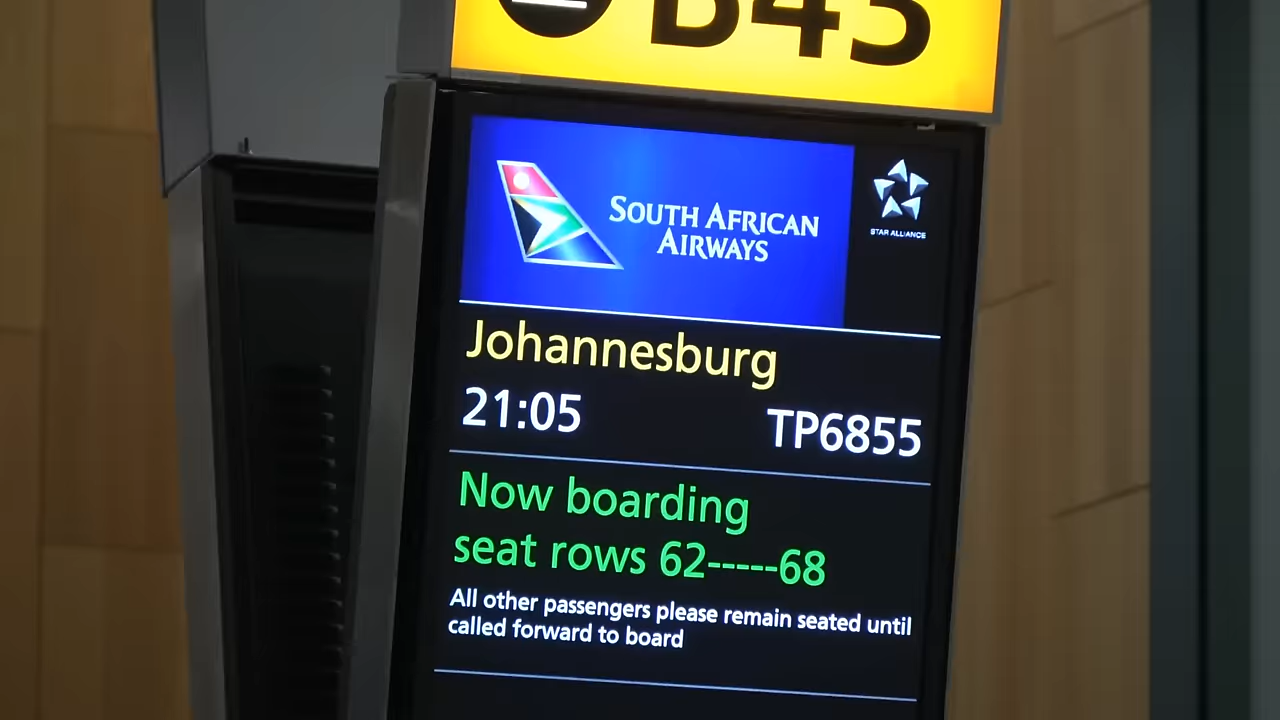 B43
SOUTH AFRICAN
AIRWAYS
STAR ALLIANCE
Johannesburg
21:05 TP6855
Now boarding
seat rows 62-----68
All other passengers please remain seated until
called forward to board